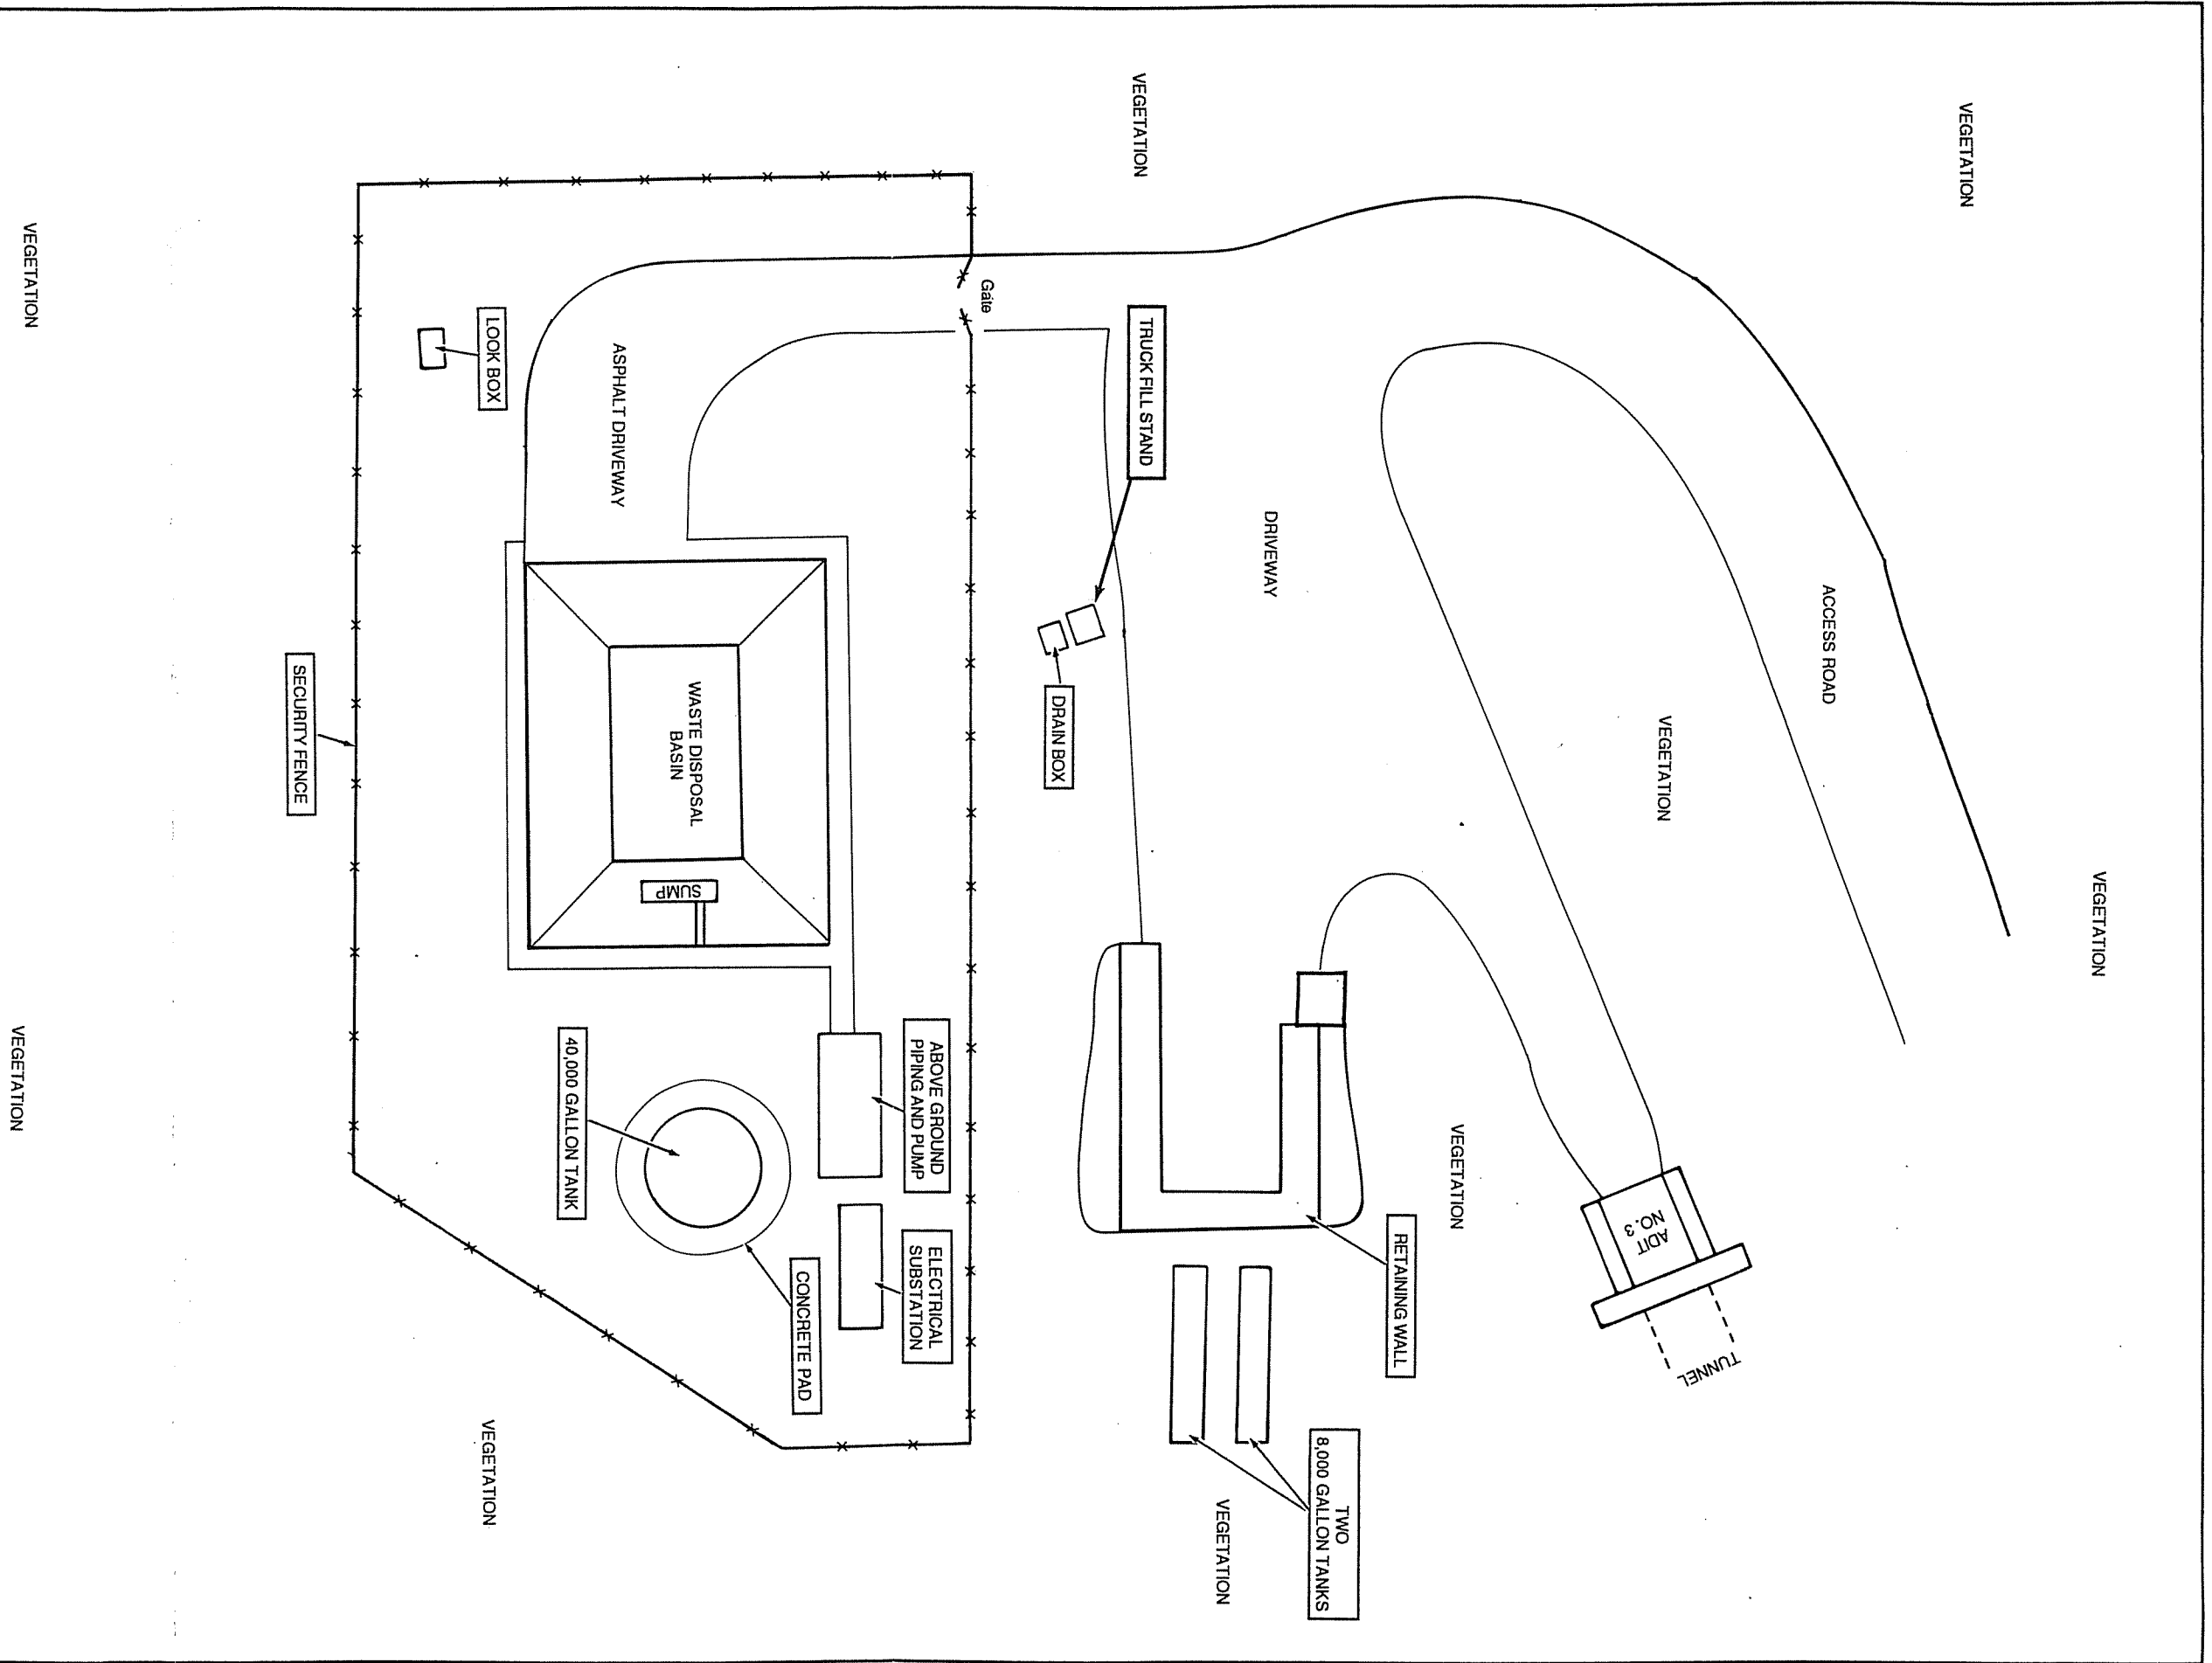 VEGETATION
VEGETATION
ACCESS ROAD
VEGETATION
VEGETATION
ADIT
NO.3
TUNNEL
VEGETATION
RETAINING WALL
TWO
8,000 GALLON TANKS
VEGETATION
DRIVEWAY
VEGETATION
TRUCK FILL STAND
DRAIN BOX
Gate
ABOVE GROUND
PIPING AND PUMP
ELECTRICAL
SUBSTATION
CONCRETE PAD
WASTE DISPOSAL
BASIN
SUMP
ASPHALT DRIVEWAY
40,000 GALLON TANK
LOOK BOX
VEGETATION
SECURITY FENCE
VEGETATION
VEGETATION